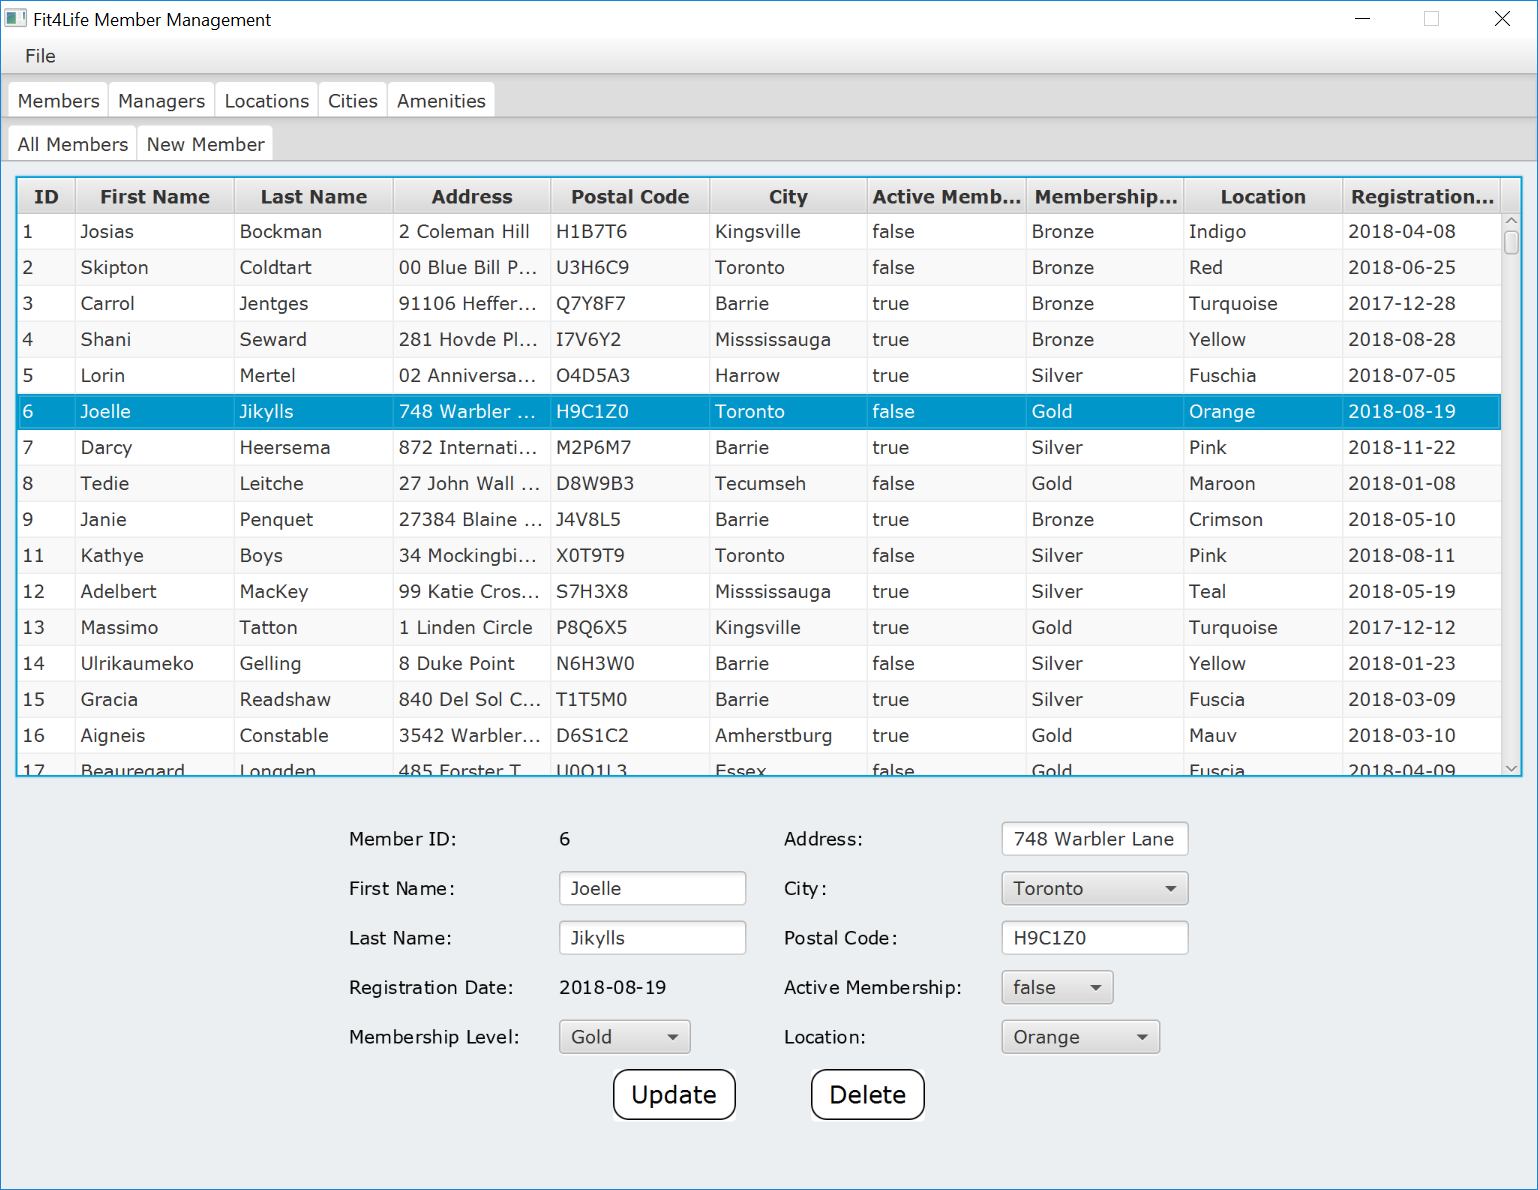 Fit4Life Member Management
File
Members Managers Locations Cities Amenities
All Members New Member
ID First Name Last Name Address Postal Code City Active Memb... Membership... Location Registration...
1 Josias Bockman 2 Coleman Hill H1B7T6 Kingsville false Bronze Indigo 2018-04-08
2 Skipton Coldtart 00 Blue Bill P... U3H6C9 Toronto false Bronze Red 2018-06-25
3 Carrol Jentges 91106 Heffer... Q7Y8F7 Barrie true Bronze Turquoise 2017-12-28
4 Shani Seward 281 Hovde Pl... I7V6Y2 Misssissauga true Bronze Yellow 2018-08-28
5 Lorin Mertel 02 Anniversa... O4D5A3 Harrow true Silver Fuschia 2018-07-05
6 Joelle Jikylls 748 Warbler ... H9C1Z0 Toronto false Gold Orange 2018-08-19
7 Darcy Heersema 872 Internati... M2P6M7 Barrie true Silver Pink 2018-11-22
8 Tedie Leitche 27 John Wall ... D8W9B3 Tecumseh false Gold Maroon 2018-01-08
9 Janie Penquet 27384 Blaine ... J4V8L5 Barrie true Bronze Crimson 2018-05-10
11 Kathye Boys 34 Mockingbi... X0T9T9 Toronto false Silver Pink 2018-08-11
12 Adelbert MacKey 99 Katie Cros... S7H3X8 Misssissauga true Silver Teal 2018-05-19
13 Massimo Tatton 1 Linden Circle P8Q6X5 Kingsville true Gold Turquoise 2017-12-12
14 Ulrikaumeko Gelling 8 Duke Point N6H3W0 Barrie false Silver Yellow 2018-01-23
15 Gracia Readshaw 840 Del Sol C... T1T5M0 Barrie true Silver Fuscia 2018-03-09
16 Aigneis Constable 3542 Warbler... D6S1C2 Amherstburg true Gold Mauv 2018-03-10
17 Beauregard Longden 485 Forster T... U0O1L3 Essex false Gold Fuscia 2018-04-09
Member ID: 6 Address: 748 Warbler Lane
First Name: Joelle City: Toronto
Last Name: Jikylls Postal Code: H9C1Z0
Registration Date: 2018-08-19 Active Membership: false
Membership Level: Gold Location: Orange
Update Delete